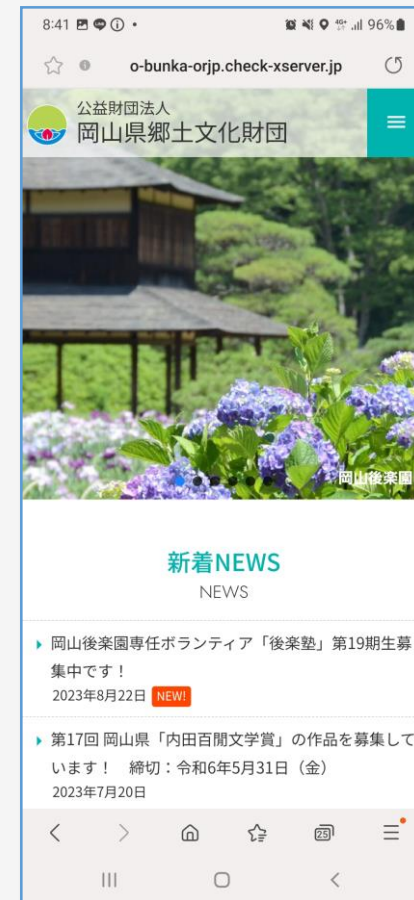 8:41
4G+ 96%
o-bunka-orjp.check-xserver.jp
公益財団法人
岡山県郷土文化財団
岡山後楽園
新着NEWS
NEWS
岡山後楽園専任ボランティア「後楽塾」第19期生募
集中です！
2023年8月22日 NEW!
第17回 岡山県「内田百閒文学賞」の作品を募集して
います！　締切：令和6年5月31日（金）
2023年7月20日
25